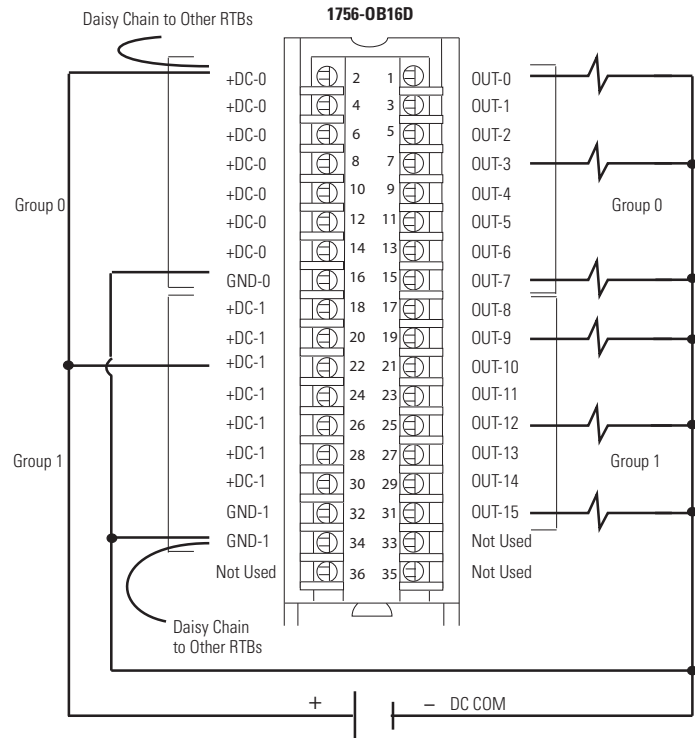 Daisy Chain to Other RTBs
1756-OB16D
+DC-0 2 1 OUT-0
+DC-0 4 3 OUT-1
+DC-0 6 5 OUT-2
+DC-0 8 7 OUT-3
+DC-0 10 9 OUT-4
Group 0
Group 0
+DC-0 12 11 OUT-5
+DC-0 14 13 OUT-6
GND-0 16 15 OUT-7
+DC-1 18 17 OUT-8
+DC-1 20 19 OUT-9
+DC-1 22 21 OUT-10
+DC-1 24 23 OUT-11
+DC-1 26 25 OUT-12
+DC-1 28 27 OUT-13
Group 1
Group 1
+DC-1 30 29 OUT-14
GND-1 32 31 OUT-15
GND-1 34 33 Not Used
Not Used 36 35 Not Used
Daisy Chain
to Other RTBs
+ – DC COM